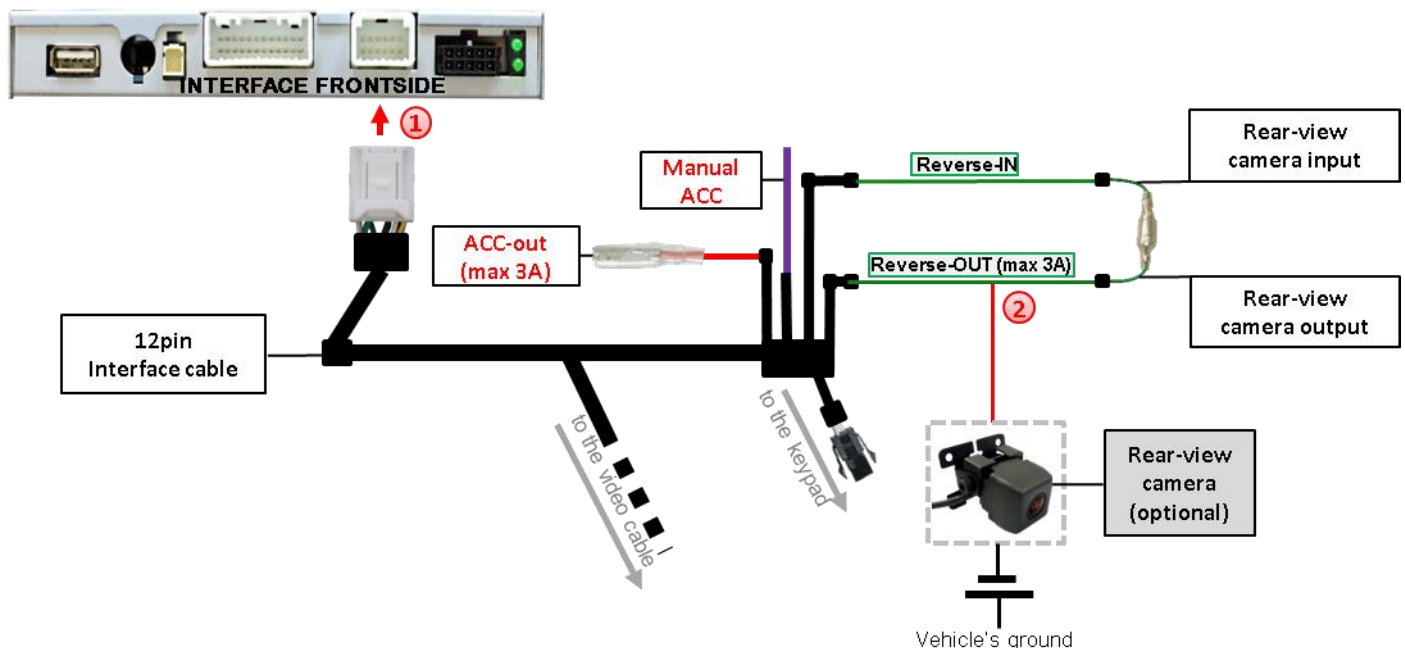 INTERFACE FRONTSIDE
1
Rear-view
camera input
Manual
ACC
Reverse-IN
ACC-out
(max 3A)
Reverse-OUT (max 3A)
2
Rear-view
camera output
12pin
Interface cable
to the video cable
to the keypad
Rear-view
camera
(optional)
Vehicle's ground